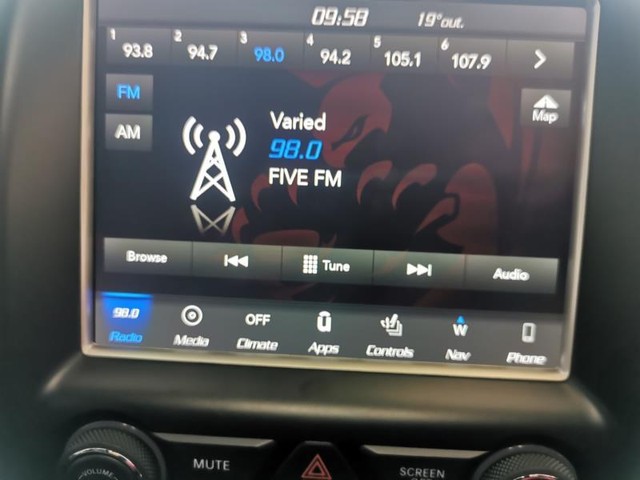 09:58 19°out.
1 93.8 2 94.7 3 98.0 4 94.2 5 105.1 6 107.9
FM
AM
Map
Varied
98.0
FIVE FM
Browse Tune Audio
98.0 OFF u W
Radio Media Climate Apps Controls Nav Phone
VOLUME MUTE SCREEN